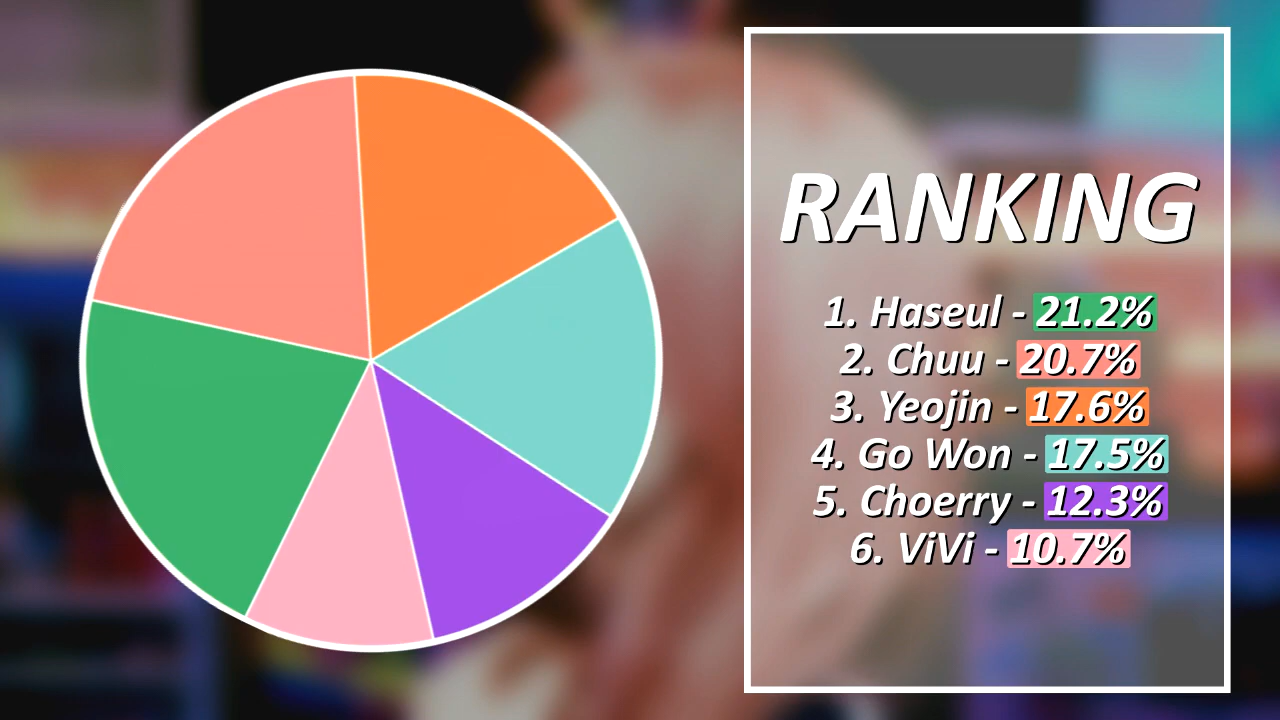 RANKING
1. Haseul - 21.2%
2. Chuu - 20.7%
3. Yeojin - 17.6%
4. Go Won - 17.5%
5. Choerry - 12.3%
6. ViVi - 10.7%